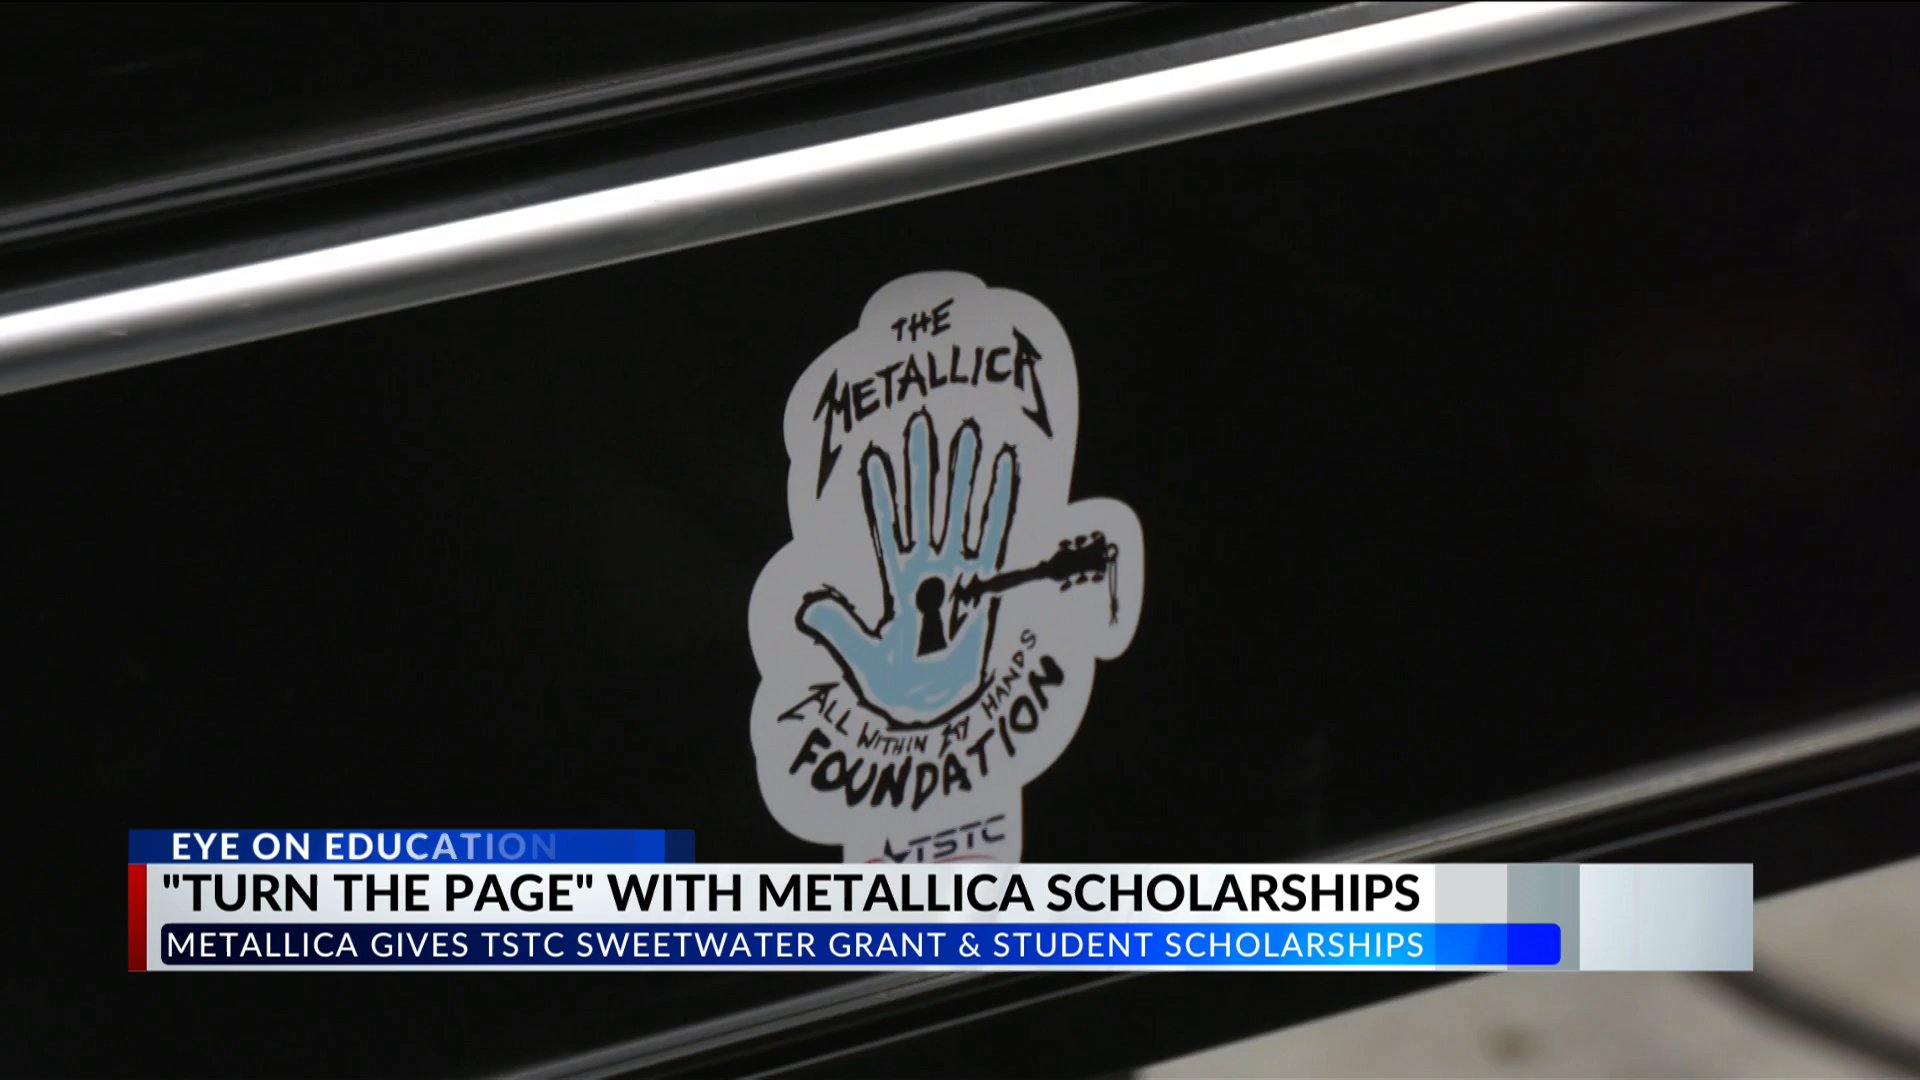 THE
METALLICA
ALL WITHIN MY HANDS
FOUNDATION
TSTC
EYE ON EDUCATION
"TURN THE PAGE" WITH METALLICA SCHOLARSHIPS
METALLICA GIVES TSTC SWEETWATER GRANT & STUDENT SCHOLARSHIPS